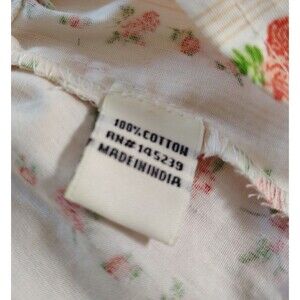 100% COTTON
RN# 145239
MADE IN INDIA